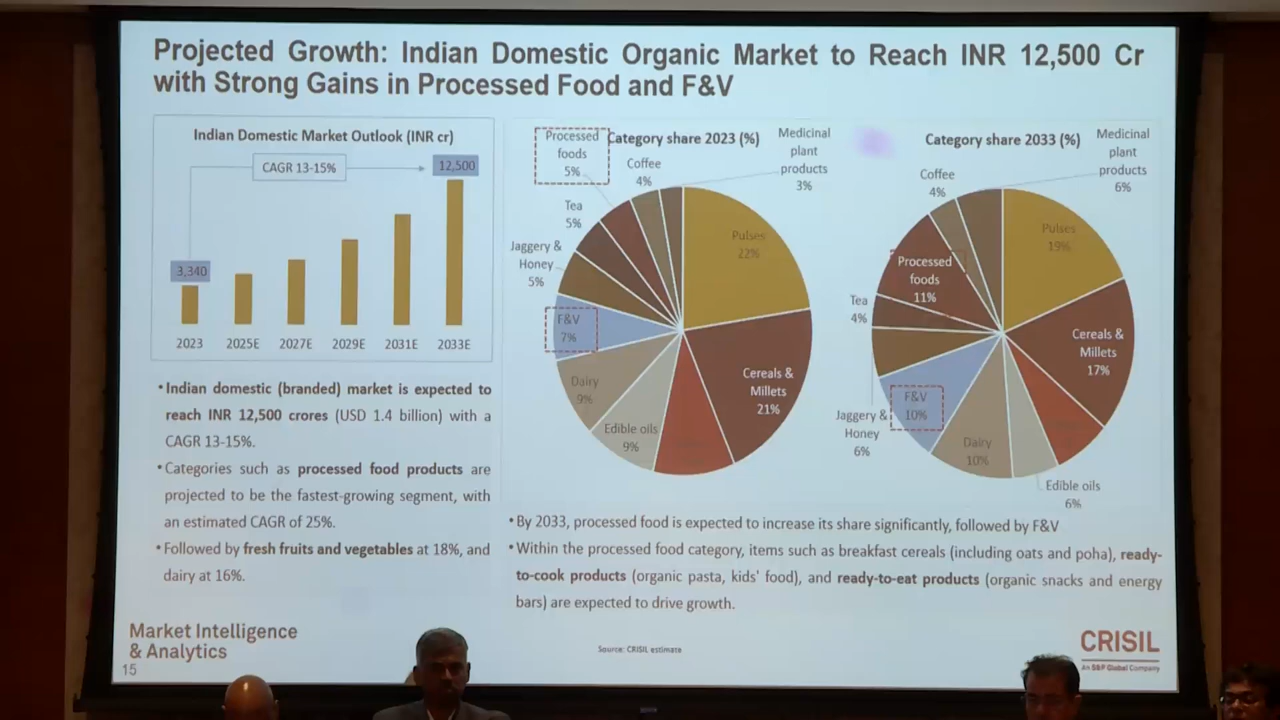 Projected Growth: Indian Domestic Organic Market to Reach INR 12,500 Cr
with Strong Gains in Processed Food and F&V
Indian Domestic Market Outlook (INR cr)
CAGR 13-15%
12,500
3,340
2023 2025E 2027E 2029E 2031E 2033E
•Indian domestic (branded) market is expected to
reach INR 12,500 crores (USD 1.4 billion) with a
CAGR 13-15%.
•Categories such as processed food products are
projected to be the fastest-growing segment, with
an estimated CAGR of 25%.
•Followed by fresh fruits and vegetables at 18%, and
dairy at 16%.
Category share 2023 (%)
Processed
foods
5%
Coffee
4%
Medicinal
plant
products
3%
Tea
5%
Jaggery &
Honey
5%
F&V
7%
Dairy
9%
Edible oils
9%
Pulses
22%
Cereals &
Millets
21%
Category share 2033 (%)
Medicinal
plant
products
6%
Coffee
4%
Pulses
19%
Processed
foods
11%
Tea
4%
Cereals &
Millets
17%
F&V
10%
Jaggery &
Honey
6%
Dairy
10%
Edible oils
6%
•By 2033, processed food is expected to increase its share significantly, followed by F&V
•Within the processed food category, items such as breakfast cereals (including oats and poha), ready-
to-cook products (organic pasta, kids' food), and ready-to-eat products (organic snacks and energy
bars) are expected to drive growth.
Market Intelligence
& Analytics
15
Source: CRISIL estimate
CRISIL
An S&P Global Company